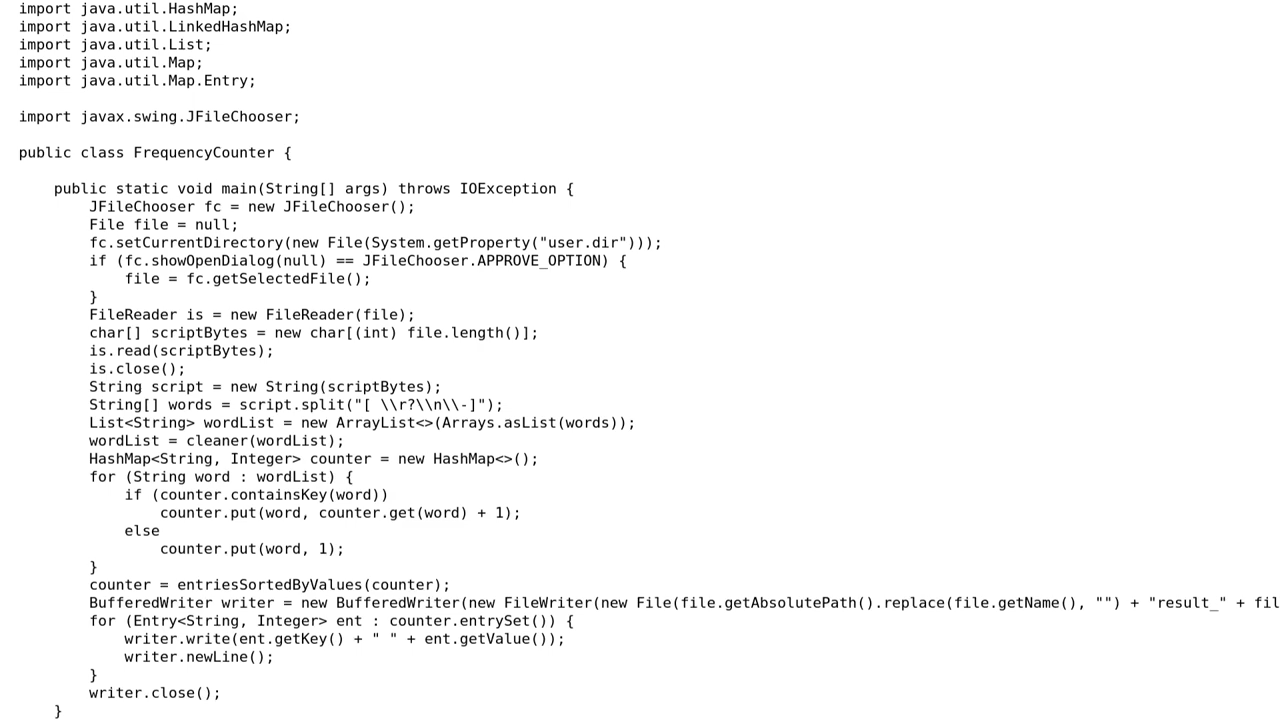 import java.util.HashMap;
import java.util.LinkedHashMap;
import java.util.List;
import java.util.Map;
import java.util.Map.Entry;

import javax.swing.JFileChooser;

public class FrequencyCounter {

    public static void main(String[] args) throws IOException {
        JFileChooser fc = new JFileChooser();
        File file = null;
        fc.setCurrentDirectory(new File(System.getProperty("user.dir")));
        if (fc.showOpenDialog(null) == JFileChooser.APPROVE_OPTION) {
            file = fc.getSelectedFile();
        }
        FileReader is = new FileReader(file);
        char[] scriptBytes = new char[(int) file.length()];
        is.read(scriptBytes);
        is.close();
        String script = new String(scriptBytes);
        String[] words = script.split("[ \\r?\\n\\-]");
        List<String> wordList = new ArrayList<>(Arrays.asList(words));
        wordList = cleaner(wordList);
        HashMap<String, Integer> counter = new HashMap<>();
        for (String word : wordList) {
            if (counter.containsKey(word))
                counter.put(word, counter.get(word) + 1);
            else
                counter.put(word, 1);
        }
        counter = entriesSortedByValues(counter);
        BufferedWriter writer = new BufferedWriter(new FileWriter(new File(file.getAbsolutePath().replace(file.getName(), "") + "result_" + fil
        for (Entry<String, Integer> ent : counter.entrySet()) {
            writer.write(ent.getKey() + " " + ent.getValue());
            writer.newLine();
        }
        writer.close();
    }